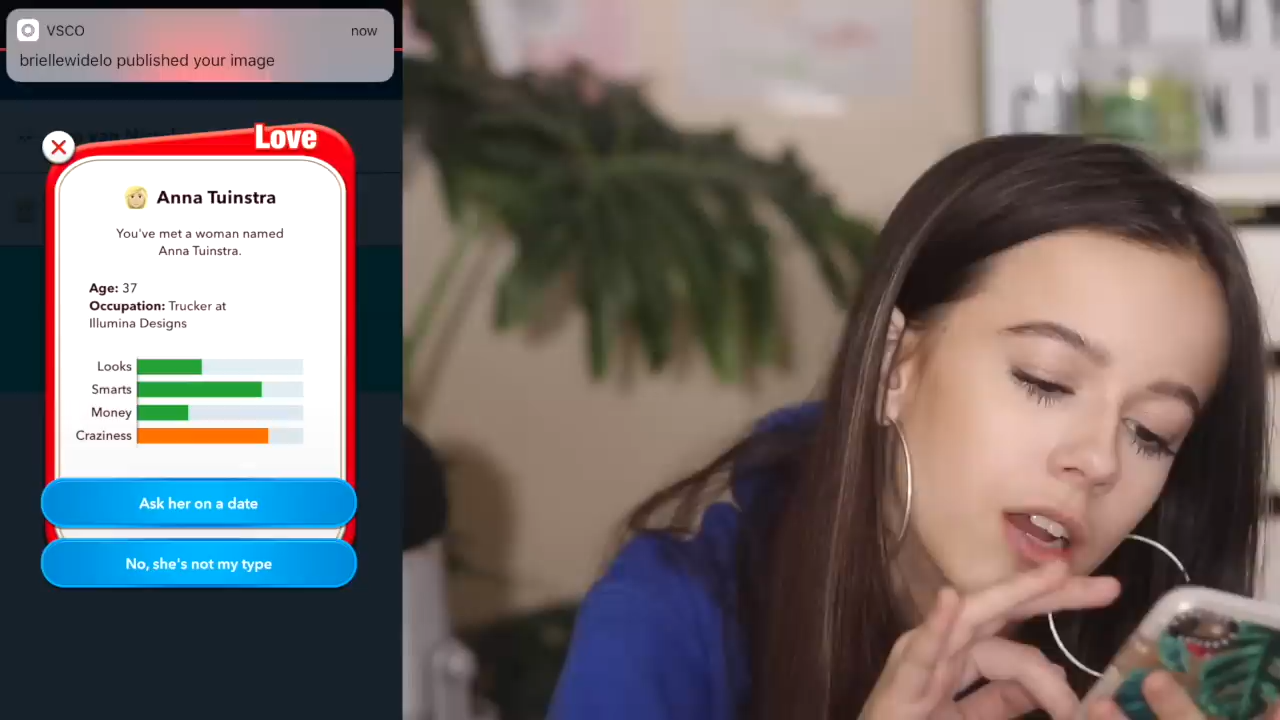 VSCO
now
briellewidelo published your image
Love
Anna Tuinstra
You've met a woman named
Anna Tuinstra.
Age: 37
Occupation: Trucker at
Illumina Designs
Looks
Smarts
Money
Craziness
Ask her on a date
No, she's not my type